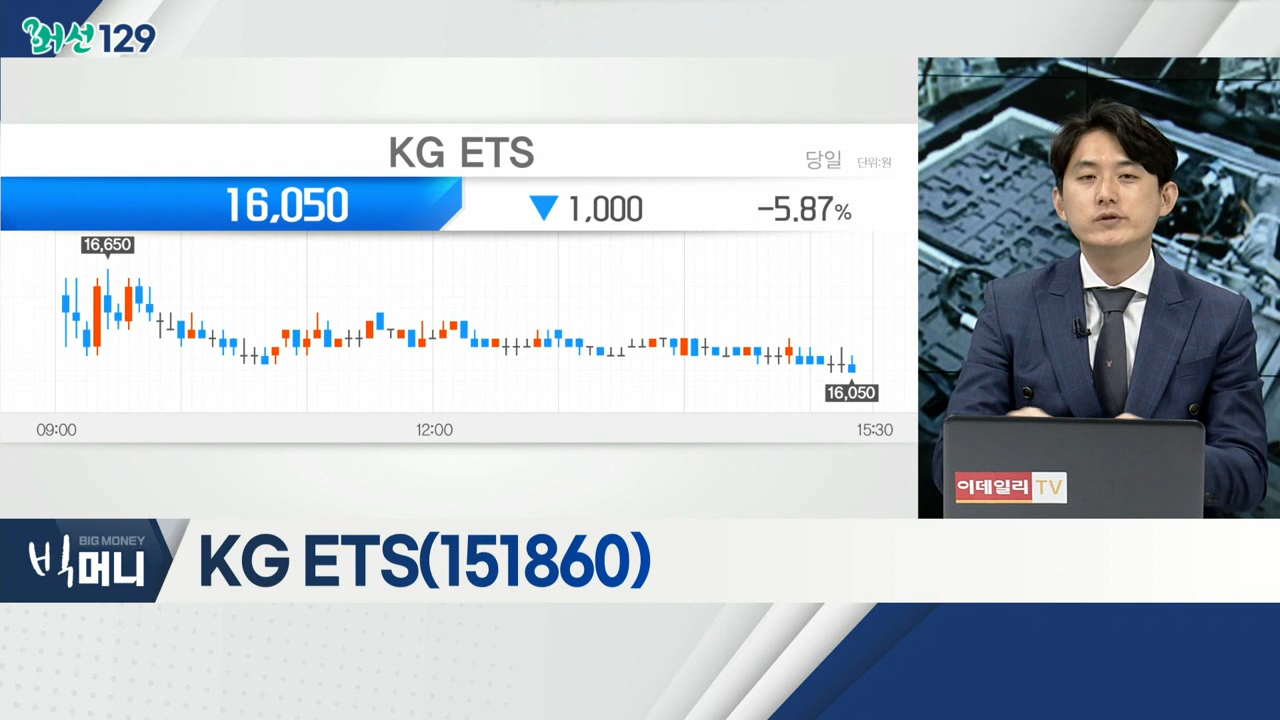 머선129
KG ETS
당일 단위:원
16,050 ▼ 1,000 -5.87%
16,650
16,050
09:00 12:00 15:30
이데일리TV
BIG MONEY
빅머니
KG ETS(151860)